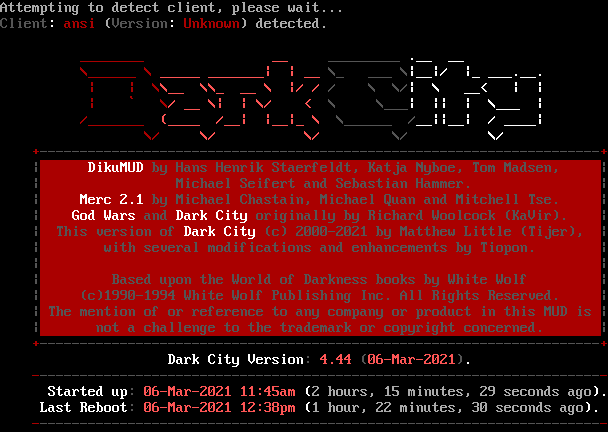 Attempting to detect client, please wait...
Client: ansi (Version: Unknown) detected.
Dark City
DikuMUD by Hans Henrik Staerfeldt, Katja Nyboe, Tom Madsen,
Michael Seifert and Sebastian Hammer.
Merc 2.1 by Michael Chastain, Michael Quan and Mitchell Tse.
God Wars and Dark City originally by Richard Woolcock (KaVir).
This version of Dark City (c) 2000-2021 by Matthew Little (Tijer),
with several modifications and enhancements by Tiopon.
Based upon the World of Darkness books by White Wolf
(c)1990-1994 White Wolf Publishing Inc. All Rights Reserved.
The mention of or reference to any company or product in this MUD is
not a challenge to the trademark or copyright concerned.
Dark City Version: 4.44 (06-Mar-2021).
Started up: 06-Mar-2021 11:45am (2 hours, 15 minutes, 29 seconds ago).
Last Reboot: 06-Mar-2021 12:38pm (1 hour, 22 minutes, 30 seconds ago).